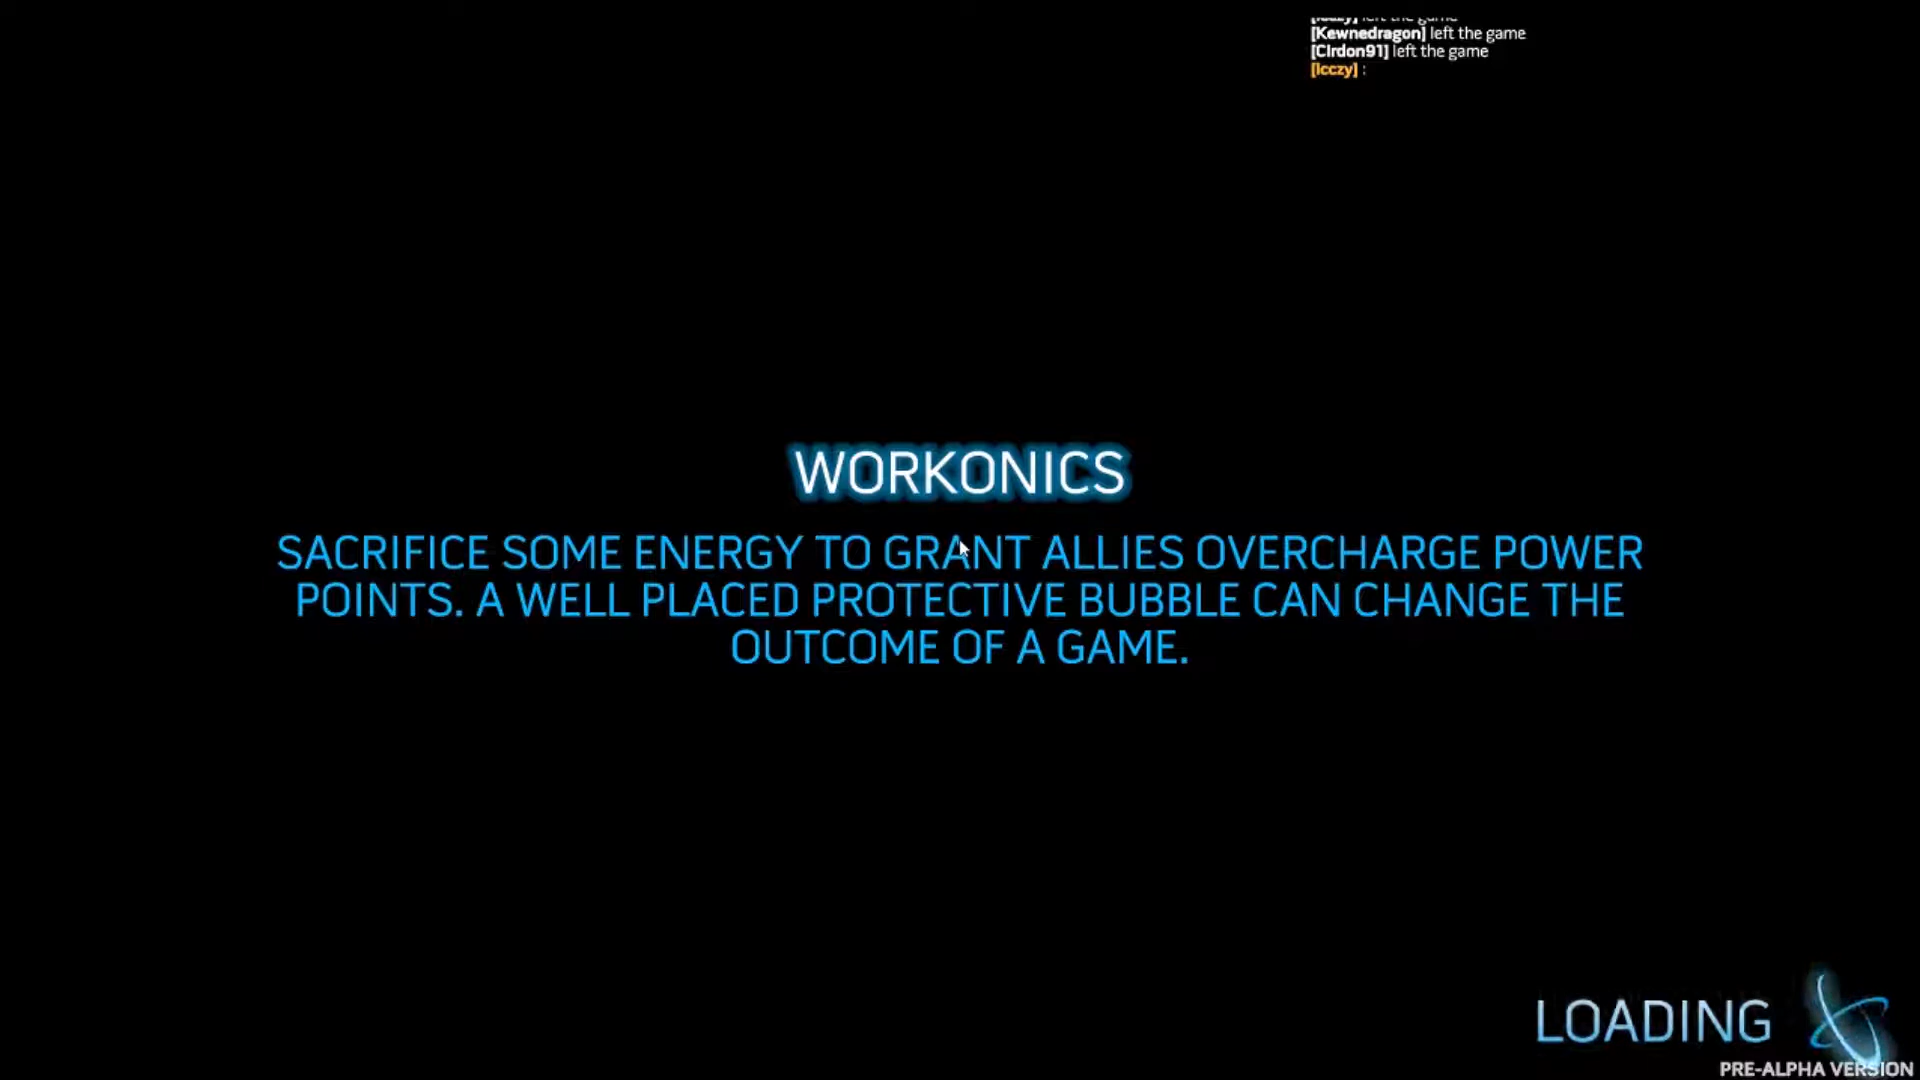 left the game
[Kewnedragon] left the game
[Clrdon91] left the game
[Icczy] :
WORKONICS
SACRIFICE SOME ENERGY TO GRANT ALLIES OVERCHARGE POWER
POINTS. A WELL PLACED PROTECTIVE BUBBLE CAN CHANGE THE
OUTCOME OF A GAME.
LOADING
PRE-ALPHA VERSION